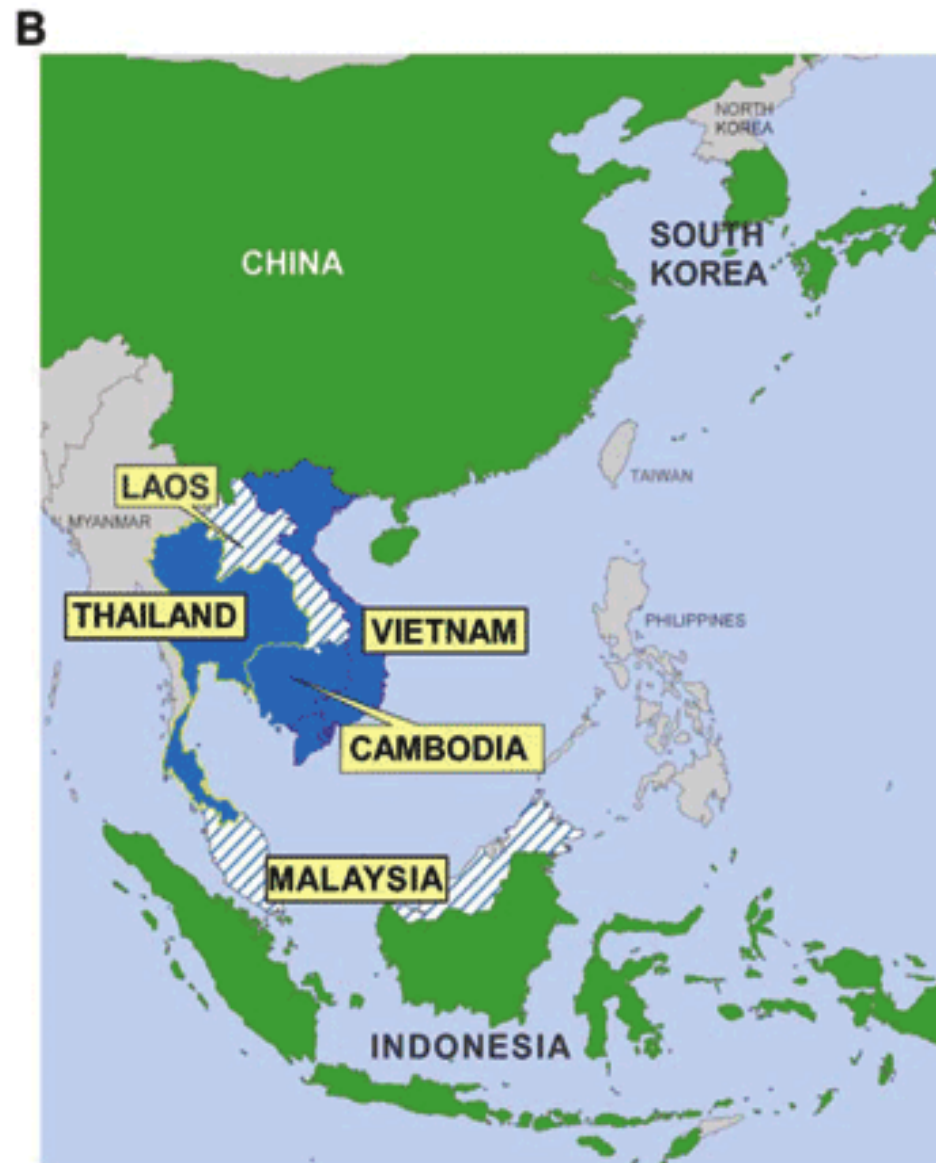 B
NORTH
KOREA
SOUTH
KOREA
CHINA
TAIWAN
LAOS
MYANMAR
THAILAND
VIETNAM
PHILIPPINES
CAMBODIA
MALAYSIA
INDONESIA